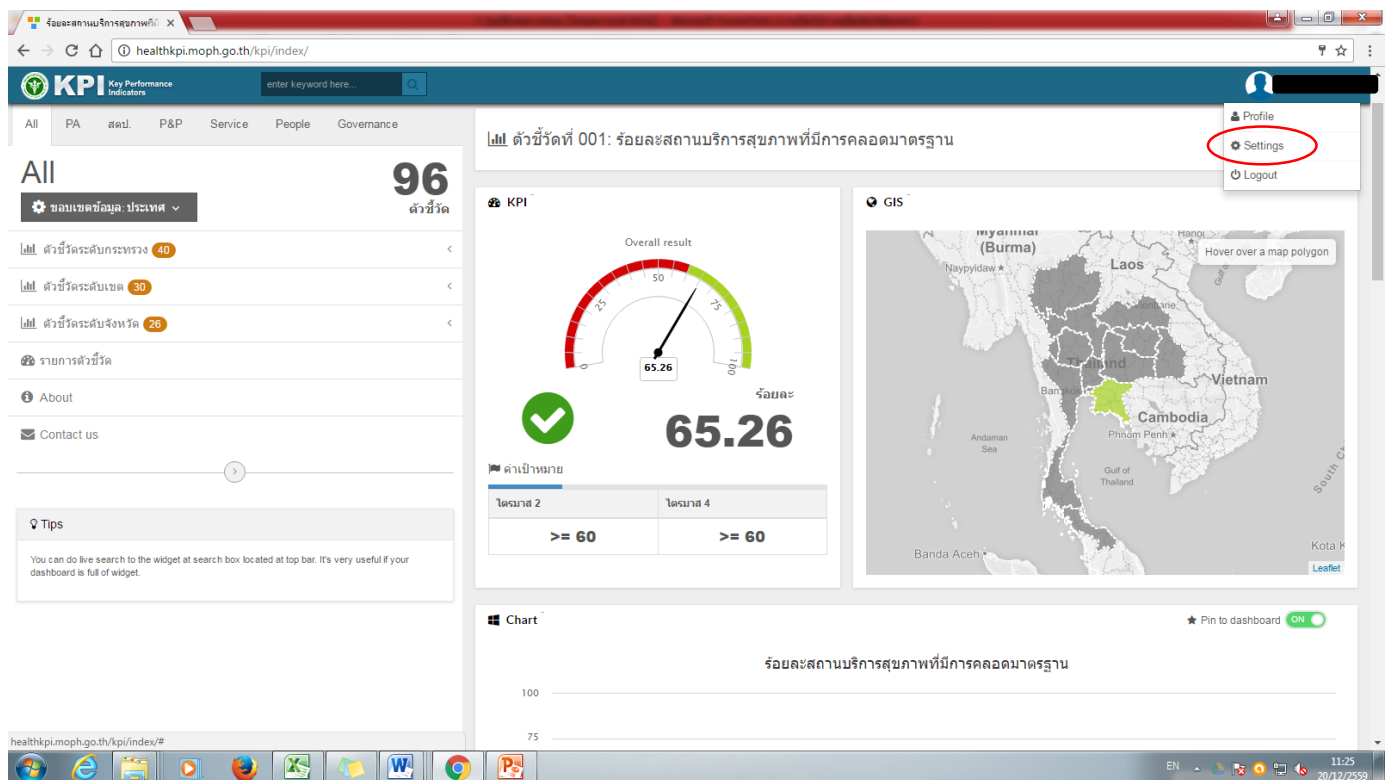 ร้อยละสถานบริการสุขภาพที่มี
healthkpi.moph.go.th/kpi/index/
KPI Key Performance Indicators
enter keyword here...
Profile
Settings
Logout
All PA สตป. P&P Service People Governance
All
96
ตัวชี้วัด
ขอบเขตข้อมูล: ประเทศ
ตัวชี้วัดระดับกระทรวง 40
ตัวชี้วัดระดับเขต 30
ตัวชี้วัดระดับจังหวัด 26
รายการตัวชี้วัด
About
Contact us
Tips
You can do live search to the widget at search box located at top bar. It's very useful if your
dashboard is full of widget.
ตัวชี้วัดที่ 001: ร้อยละสถานบริการสุขภาพที่มีการคลอดมาตรฐาน
KPI
Overall result
0 25 50 75 100
65.26
ร้อยละ
65.26
ค่าเป้าหมาย
ไตรมาส 2 ไตรมาส 4
>= 60 >= 60
GIS
Hover over a map polygon
Myanmar
(Burma)
Naypyidaw
Hanoi
Laos
Vientiane
Thailand
Bangkok
Vietnam
Cambodia
Phnom Penh
Andaman
Sea
Gulf of
Thailand
South
Banda Aceh
Kota
Leaflet
Chart
Pin to dashboard ON
ร้อยละสถานบริการสุขภาพที่มีการคลอดมาตรฐาน
100
75
healthkpi.moph.go.th/kpi/index/#
EN
11:25
20/12/2559